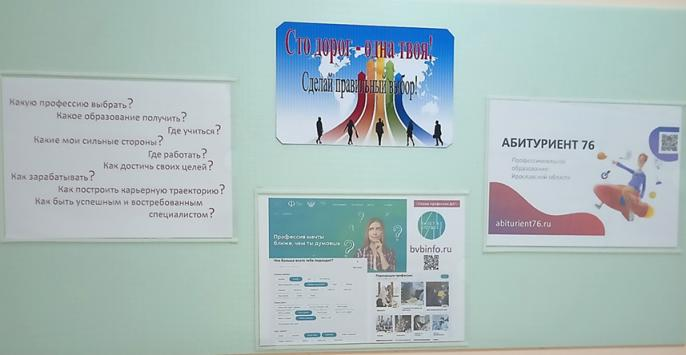 Сто дорог - одна твоя!
Сделай правильный выбор!
Какую профессию выбрать?
Какое образование получить?
Где учиться?
Какие мои сильные стороны?
Где работать?
Как достичь своих целей?
Как зарабатывать?
Как построить карьерную траекторию?
Как быть успешным и востребованным
специалистом?
Профессия мечты
ближе, чем ты думаешь
bvbinfo.ru
АБИТУРИЕНТ 76
Профессиональное
образование
Ярославской области
abiturient76.ru